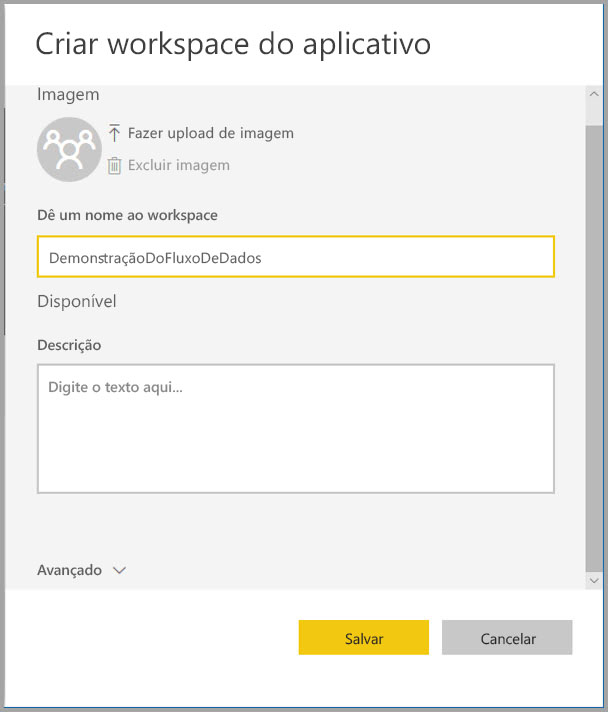 Criar workspace do aplicativo
Imagem
Fazer upload de imagem
Excluir imagem
Dê um nome ao workspace
DemonstraçãoDoFluxoDeDados
Disponível
Descrição
Digite o texto aqui...
Avançado
Salvar
Cancelar